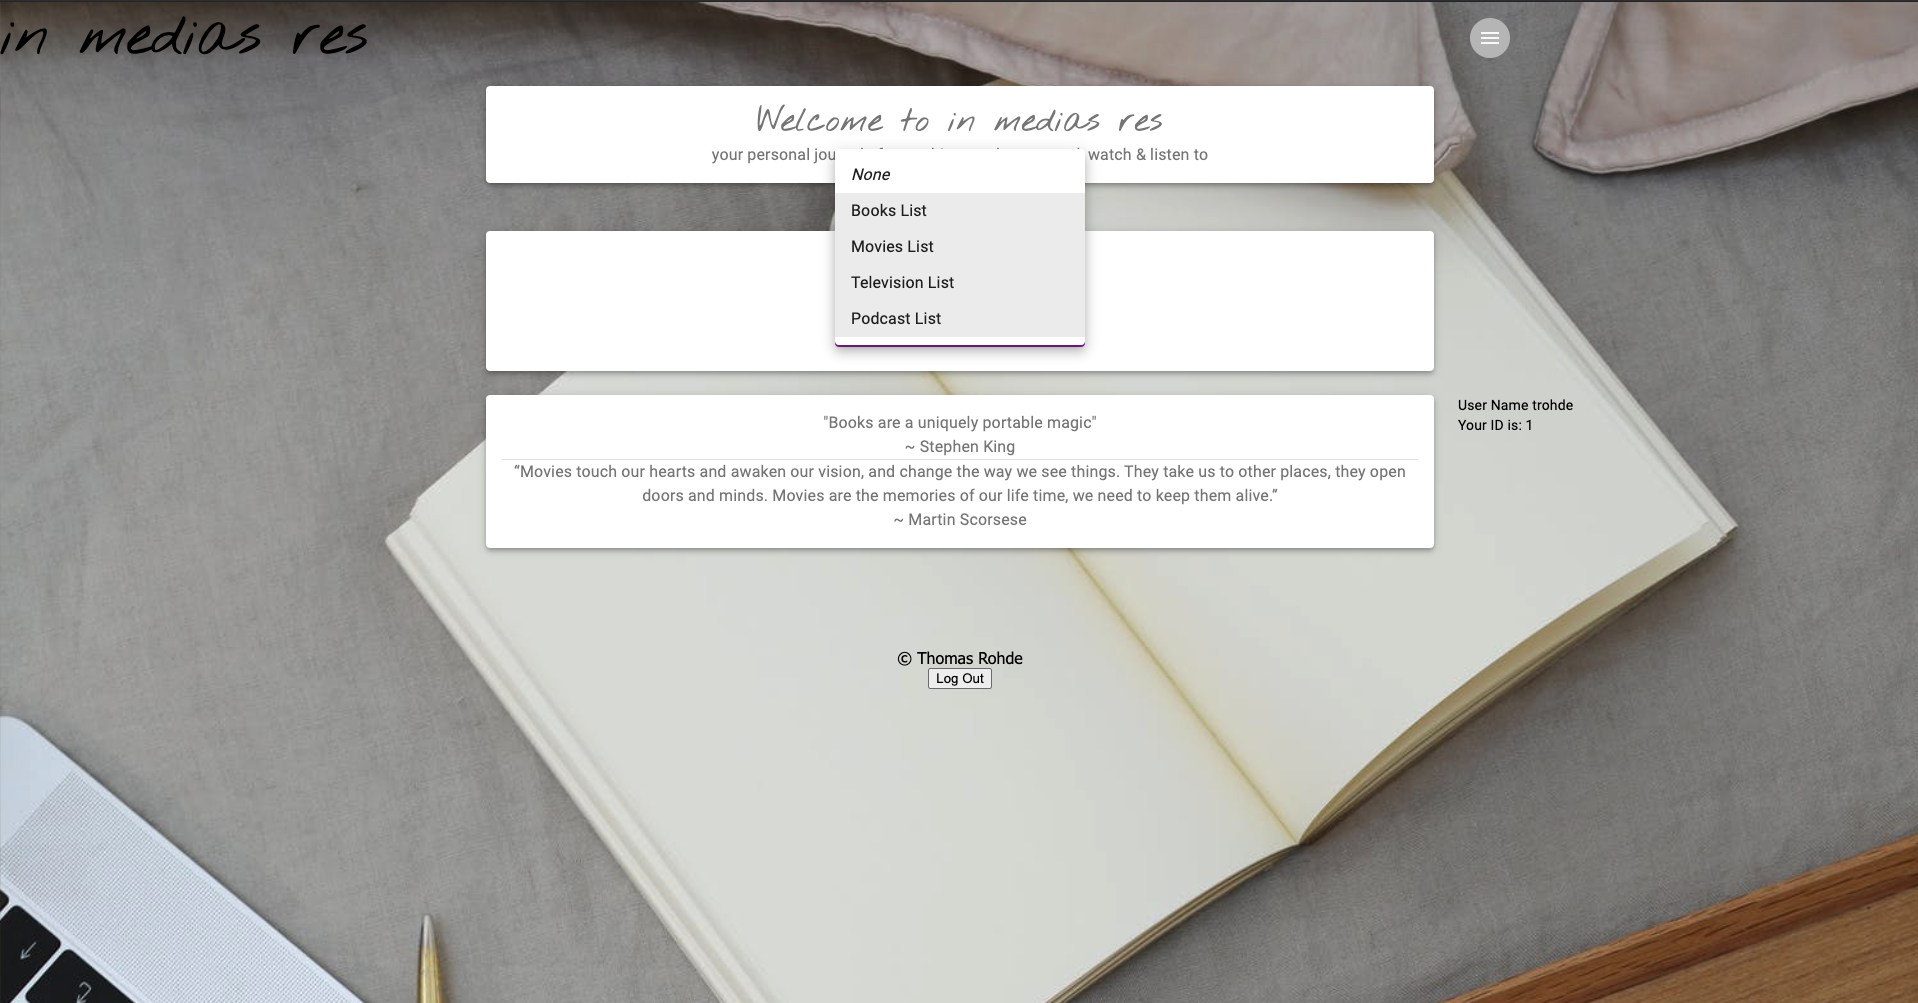 in medias res
Welcome to in medias res
your personal watch & listen to
None
Books List
Movies List
Television List
Podcast List
"Books are a uniquely portable magic"
~ Stephen King
“Movies touch our hearts and awaken our vision, and change the way we see things. They take us to other places, they open
doors and minds. Movies are the memories of our life time, we need to keep them alive.”
~ Martin Scorsese
User Name trohde
Your ID is: 1
© Thomas Rohde
Log Out